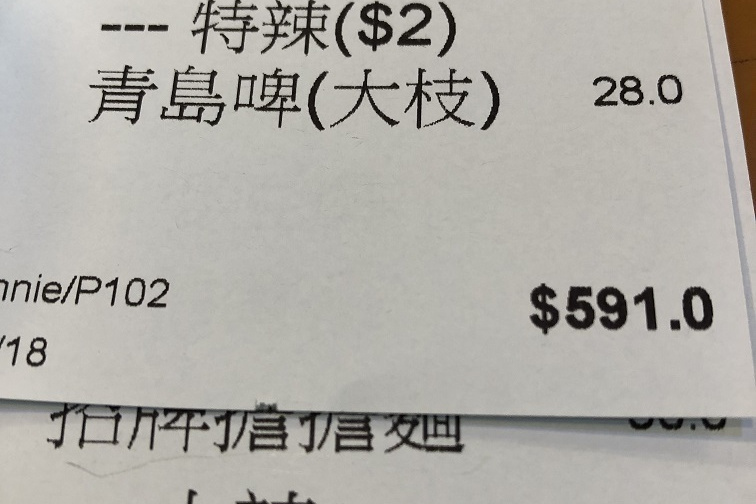 --- 特辣($2)
青島啤(大枝) 28.0
nnie/P102 $591.0
/18
招牌擔擔麵